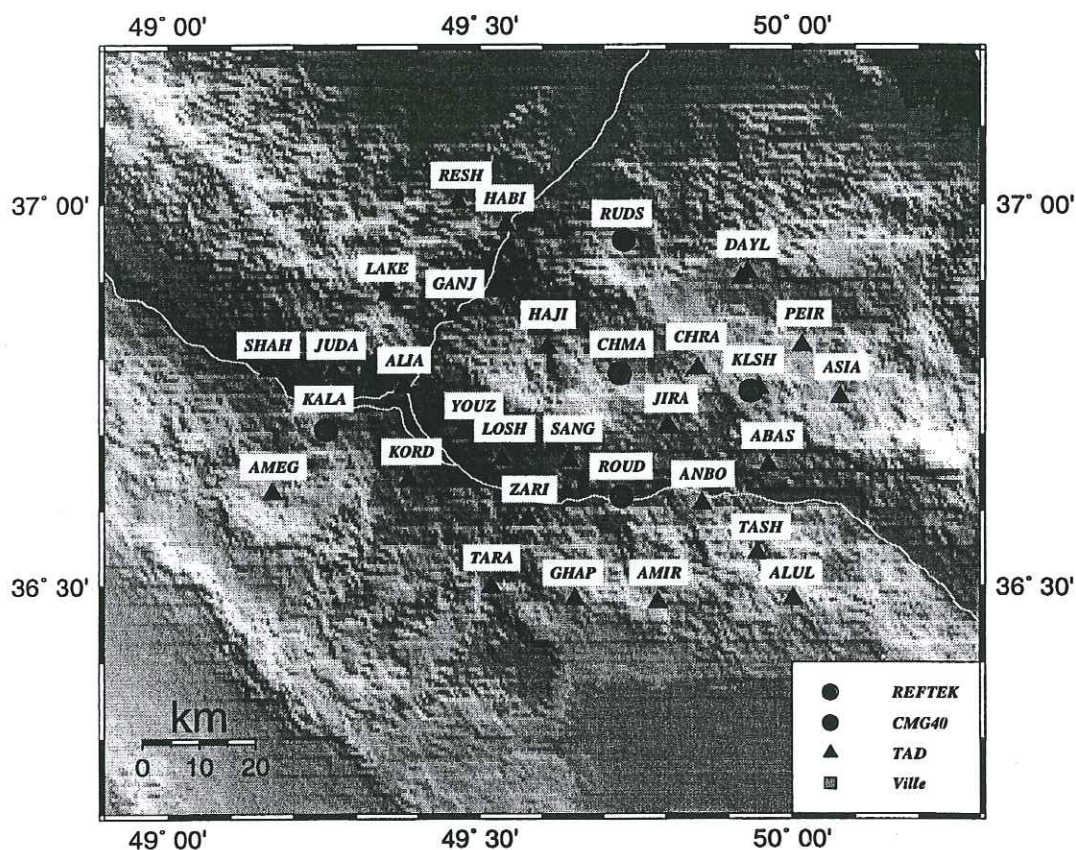 49° 00' 49° 30' 50° 00'
RESH
37° 00' HABI RUDS 37° 00'
DAYL
LAKE
GANJ
HAJI PEIR
SHAH JUDA CHMA CHRA
ALIA KLSH ASIA
KALA YOUZ JIRA
LOSH SANG ABAS
KORD
AMEG ROUD ANBO
ZARI
TASH
TARA GHAP AMIR ALUL
36° 30' 36° 30'
REFTEK
km CMG40
0 10 20 TAD
Ville
49° 00' 49° 30' 50° 00'